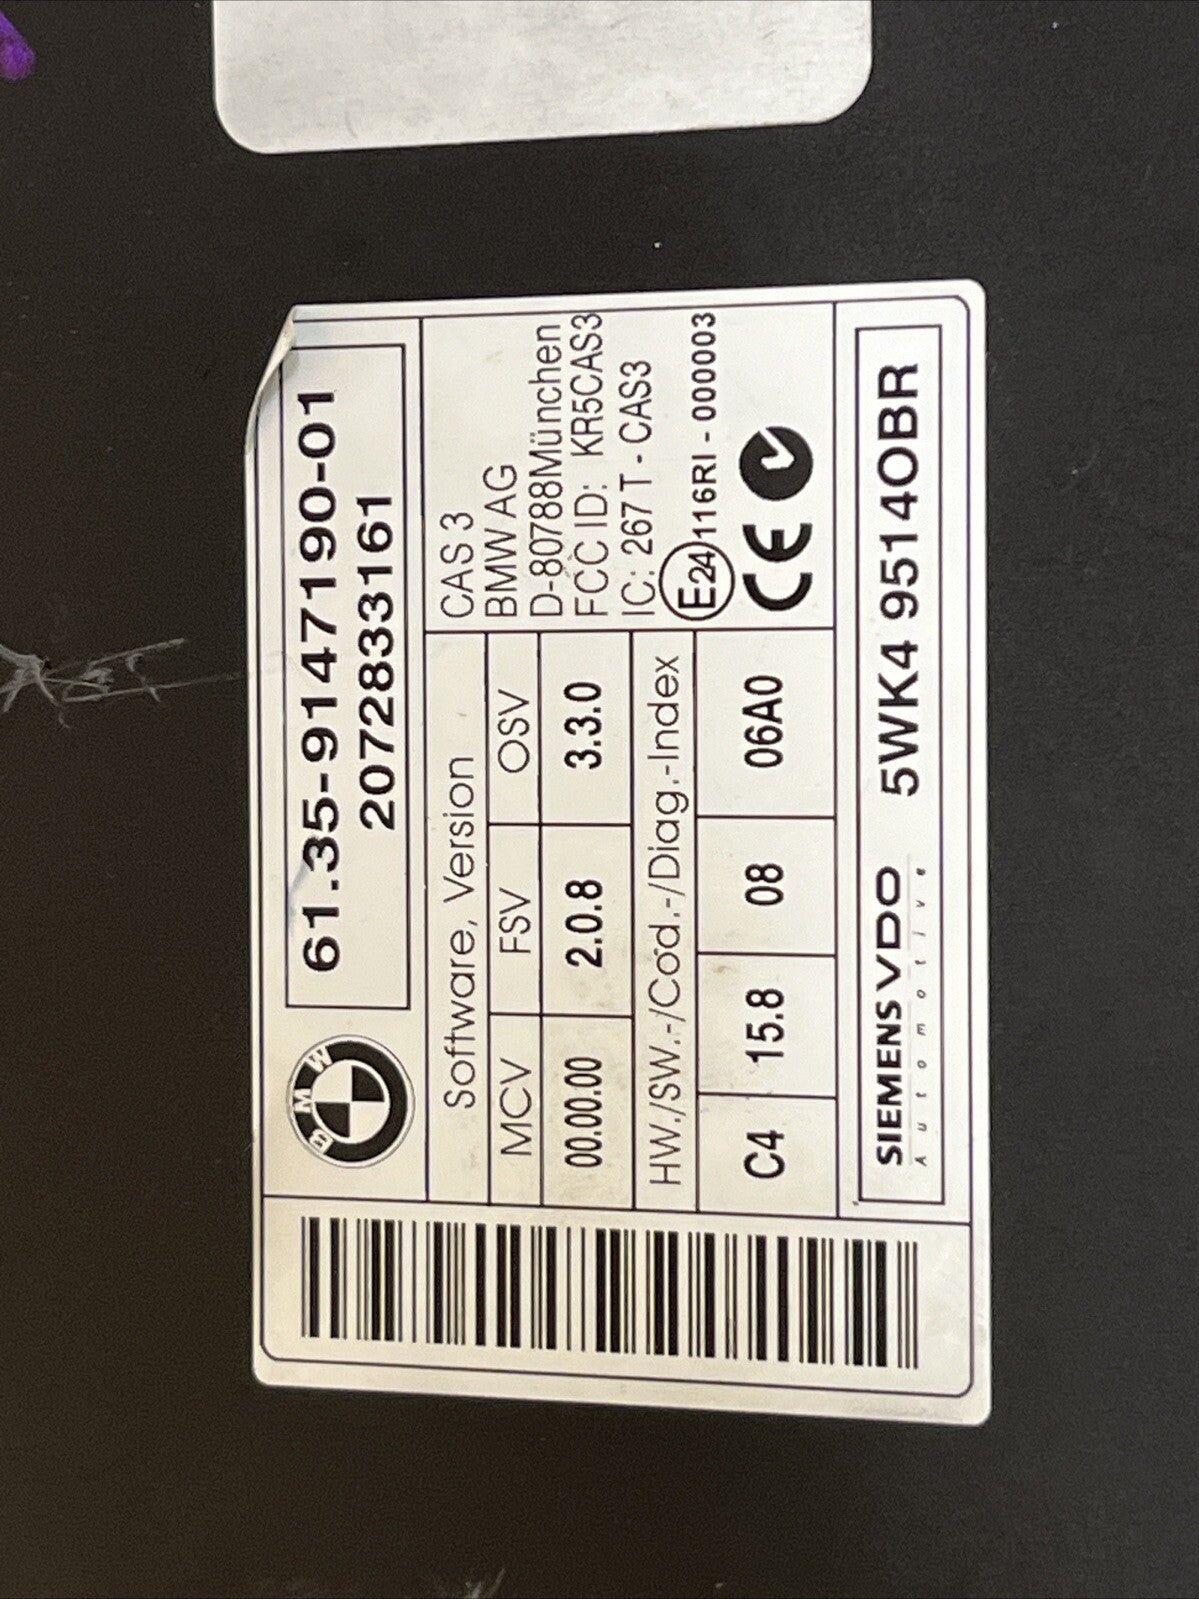 BMW
61.35-9147190-01
2072833161
Software, Version
MCV FSV OSV
00.00.00 2.0.8 3.3.0
HW./SW.-/Cod.-/Diag.-Index
C4 15.8 08 06A0
CAS 3
BMW AG
D-80788München
FCC ID: KR5CAS3
IC: 267 T - CAS3
E24 116RI - 000003
CE
SIEMENS VDO 5WK4 9514OBR
Automotive